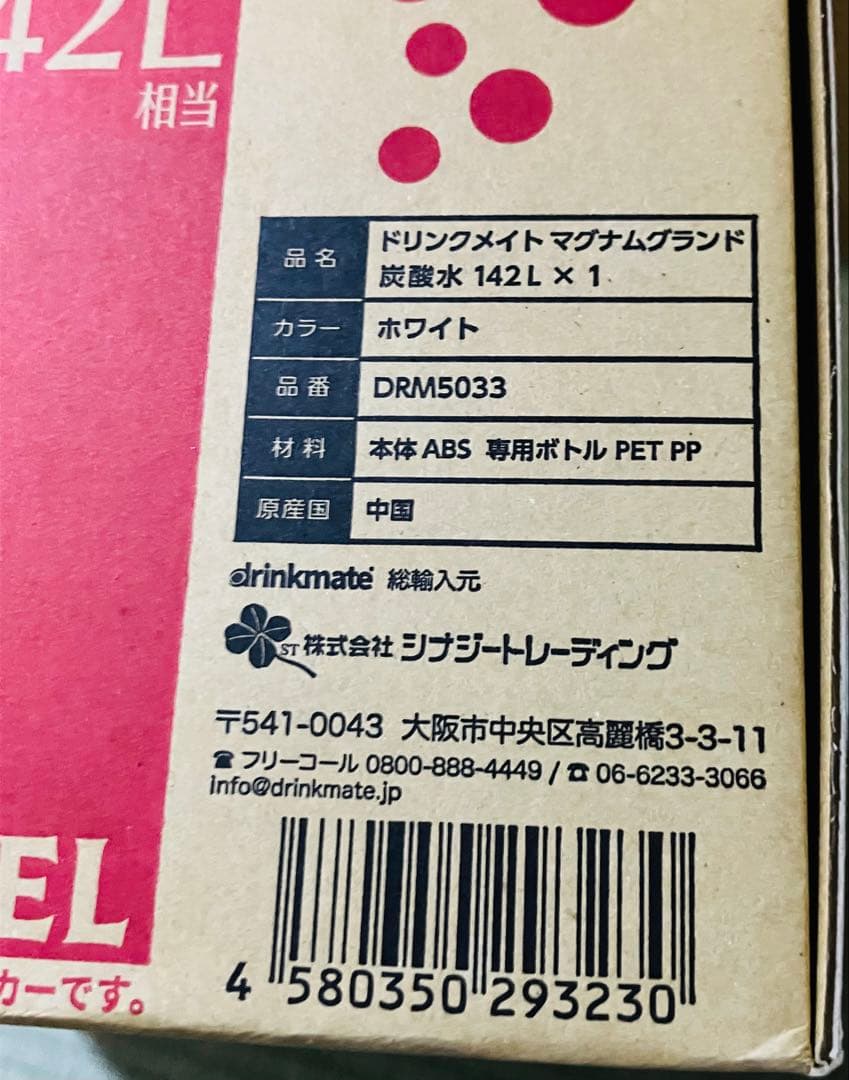 42L
相当
品名 ドリンクメイト マグナムグランド
炭酸水 142L × 1
カラー ホワイト
品番 DRM5033
材料 本体 ABS 専用ボトル PET PP
原産国 中国
drinkmate 総輸入元
ST 株式会社 シナジートレーディング
〒541-0043 大阪市中央区高麗橋3-3-11
☎ フリーコール 0800-888-4449 / ☎ 06-6233-3066
info@drinkmate.jp
EL
カーです。
4 580350 293230